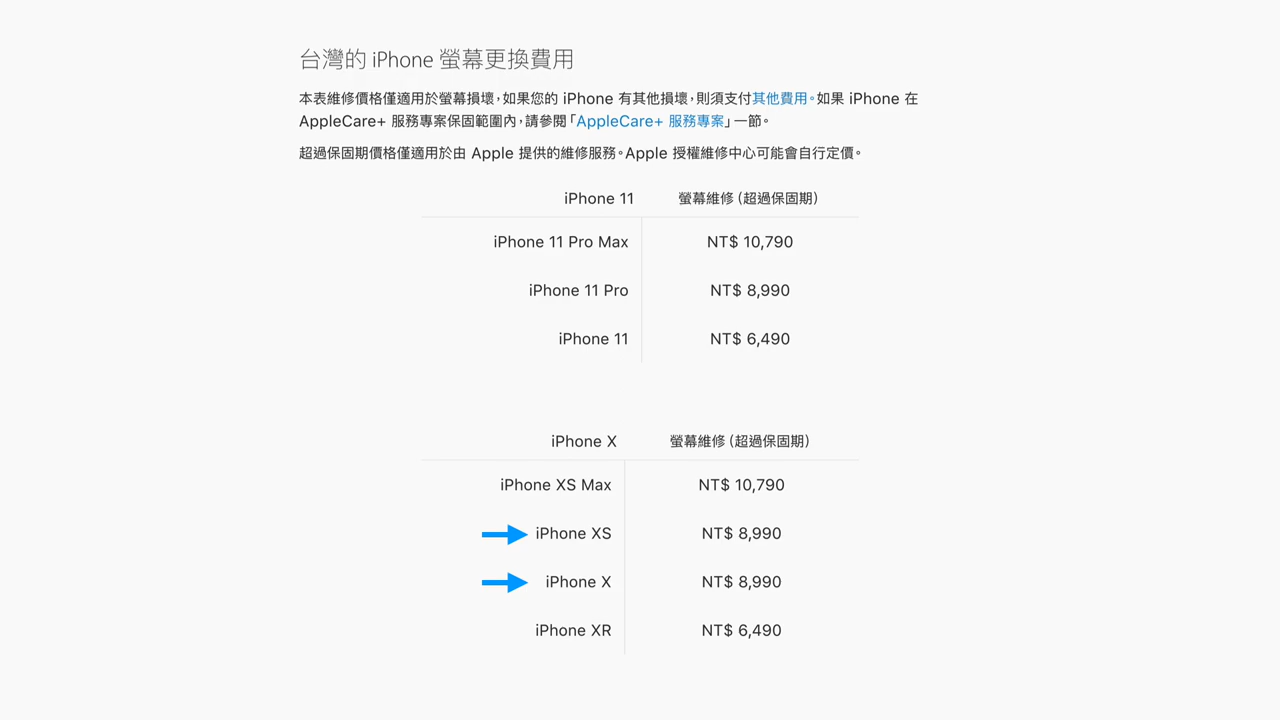 台灣的 iPhone 螢幕更換費用
本表維修價格僅適用於螢幕損壞，如果您的 iPhone 有其他損壞，則須支付其他費用。如果 iPhone 在
AppleCare+ 服務專案保固範圍內，請參閱「AppleCare+ 服務專案」一節。
超過保固期價格僅適用於由 Apple 提供的維修服務。Apple 授權維修中心可能會自行定價。
iPhone 11 螢幕維修（超過保固期）
iPhone 11 Pro Max NT$ 10,790
iPhone 11 Pro NT$ 8,990
iPhone 11 NT$ 6,490
iPhone X 螢幕維修（超過保固期）
iPhone XS Max NT$ 10,790
iPhone XS NT$ 8,990
iPhone X NT$ 8,990
iPhone XR NT$ 6,490